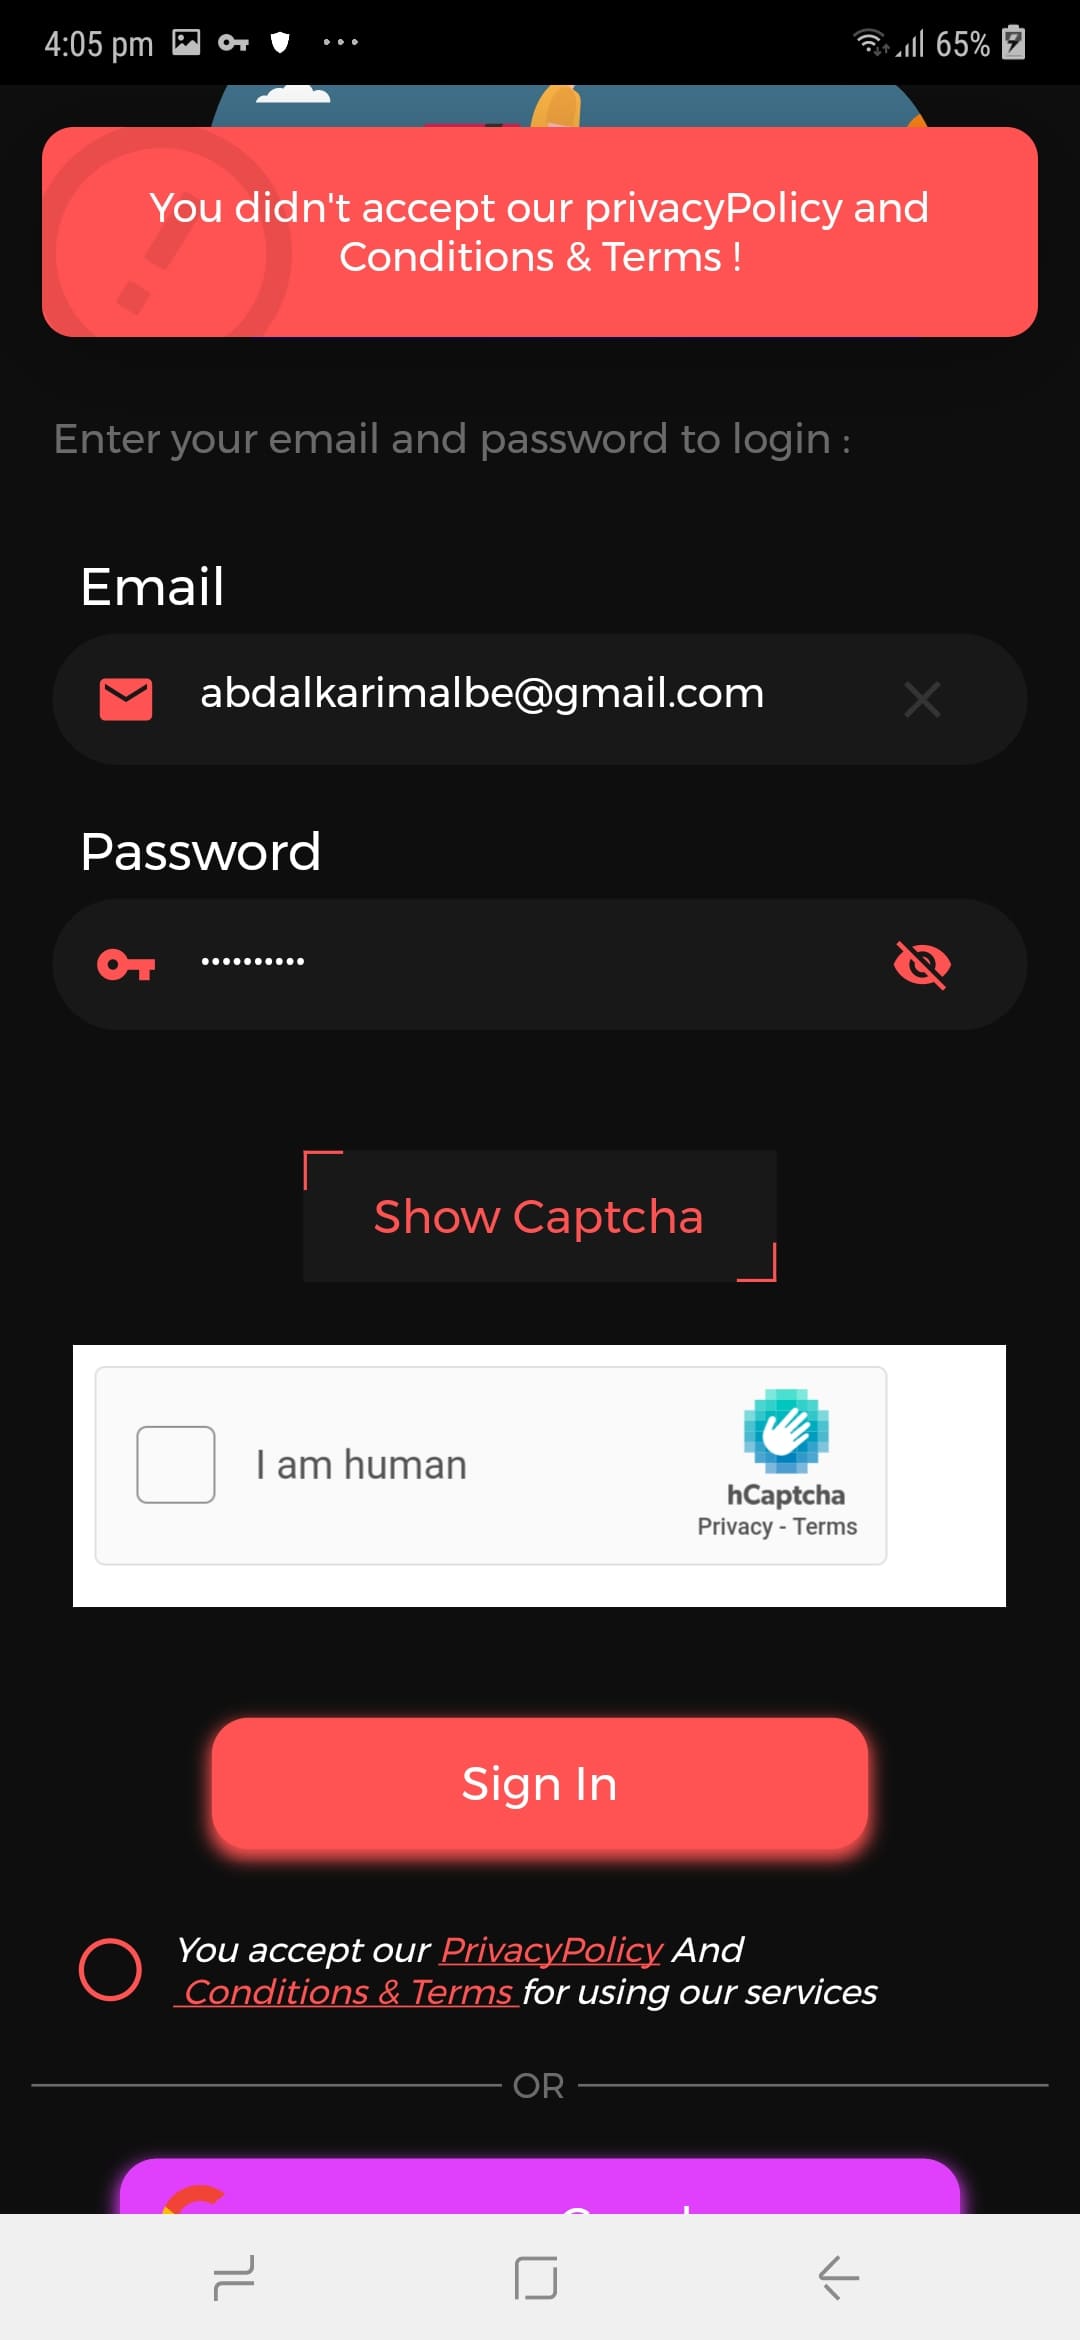 4:05 pm
65%
You didn't accept our privacyPolicy and
Conditions & Terms !
Enter your email and password to login :
Email
abdalkarimalbe@gmail.com
Password
Show Captcha
I am human
hCaptcha
Privacy - Terms
Sign In
You accept our PrivacyPolicy And
Conditions & Terms for using our services
OR